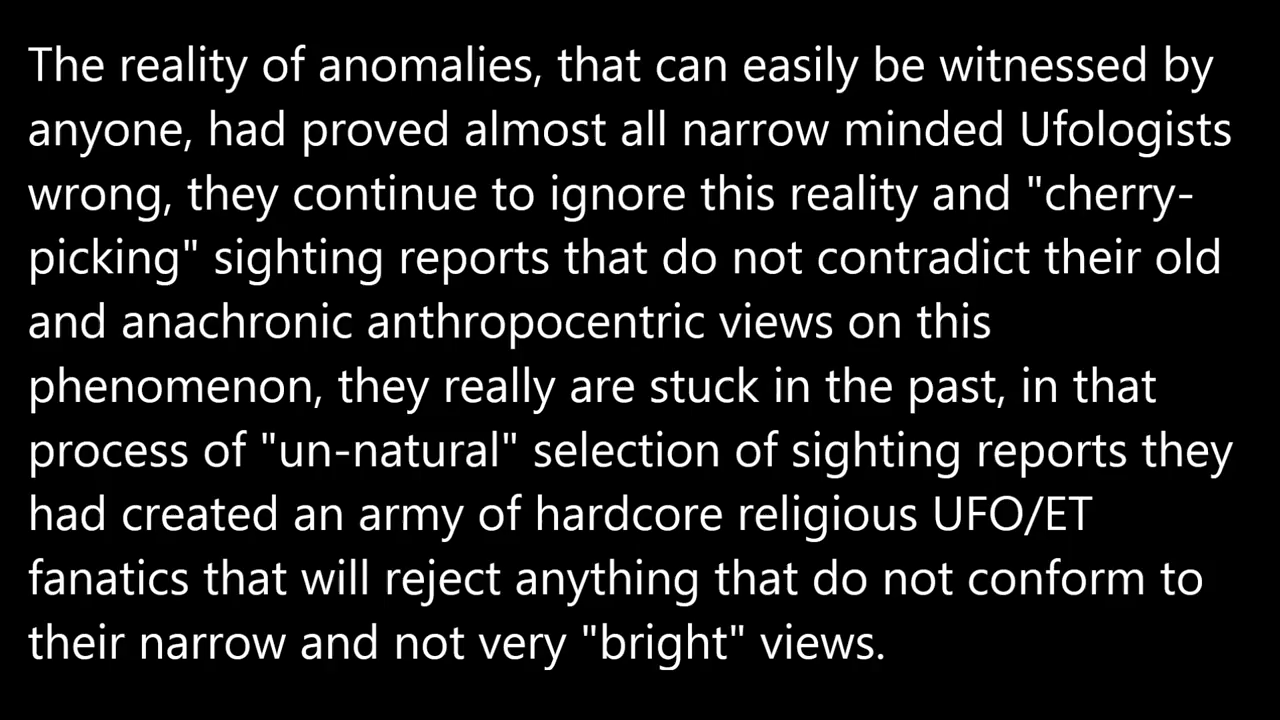 The reality of anomalies, that can easily be witnessed by
anyone, had proved almost all narrow minded Ufologists
wrong, they continue to ignore this reality and "cherry-
picking" sighting reports that do not contradict their old
and anachronic anthropocentric views on this
phenomenon, they really are stuck in the past, in that
process of "un-natural" selection of sighting reports they
had created an army of hardcore religious UFO/ET
fanatics that will reject anything that do not conform to
their narrow and not very "bright" views.